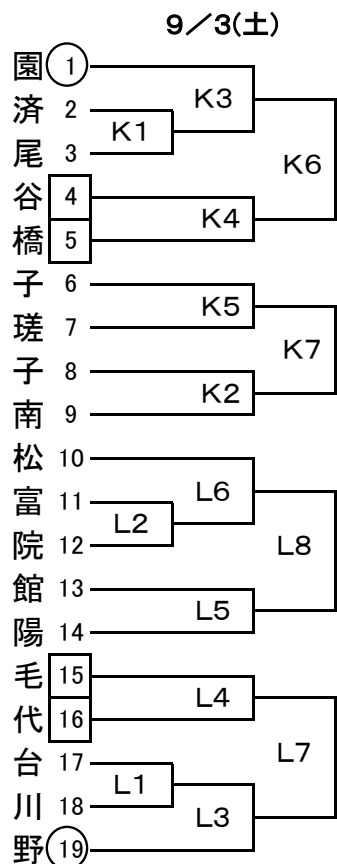 9/3(土)
園 1
済 2
尾 3
谷 4
橋 5
子 6
瑳 7
子 8
南 9
松 10
富 11
院 12
館 13
陽 14
毛 15
代 16
台 17
川 18
野 19
K3
K1
K6
K4
K5
K7
K2
L6
L2
L8
L5
L4
L7
L1
L3